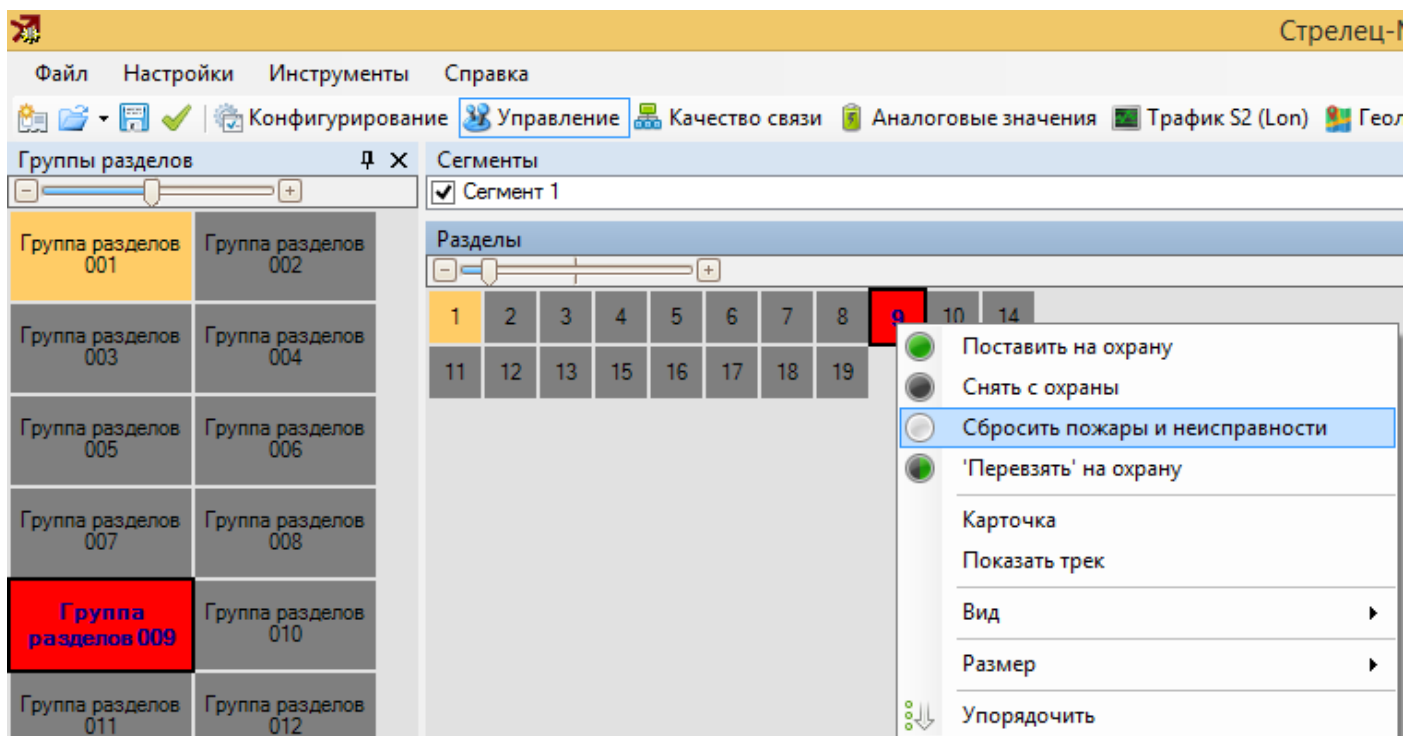 Стрелец-
Файл Настройки Инструменты Справка
Конфигурирование Управление Качество связи Аналоговые значения Трафик S2 (Lon) Геол
Группы разделов
Сегменты
Сегмент 1
Разделы
Группа разделов
001
Группа разделов
002
Группа разделов
003
Группа разделов
004
Группа разделов
005
Группа разделов
006
Группа разделов
007
Группа разделов
008
Группа
разделов 009
Группа разделов
010
Группа разделов
011
Группа разделов
012
1 2 3 4 5 6 7 8 9 10 14
11 12 13 15 16 17 18 19
Поставить на охрану
Снять с охраны
Сбросить пожары и неисправности
'Перевзять' на охрану
Карточка
Показать трек
Вид
Размер
Упорядочить